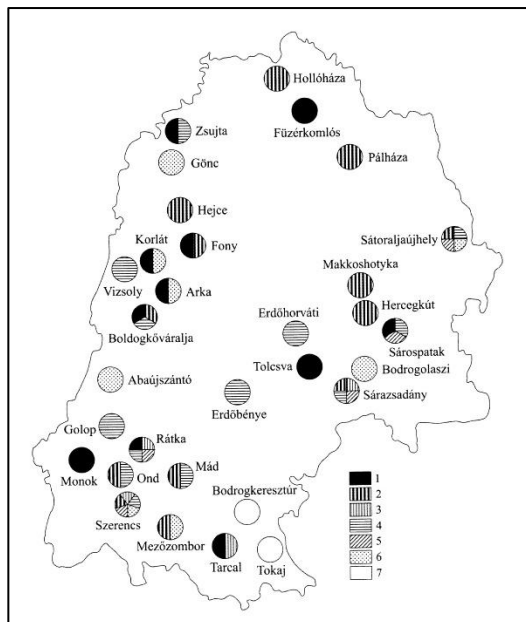 Hollóháza
Füzérkomlós
Zsujta
Pálháza
Gönc
Hejce
Korlát
Fony
Sátoraljaújhely
Makkoshotyka
Vizsoly
Arka
Hercegkút
Boldogkőváralja
Erdőhorváti
Sárospatak
Tolcsva
Bodrogolaszi
Abaújszántó
Erdőbénye
Sárazsadány
Golop
Rátka
Monok
Ond
Mád
1
2
Bodrogkeresztúr
3
Szerencs
4
Mezőzombor
5
6
Tarcal
Tokaj
7